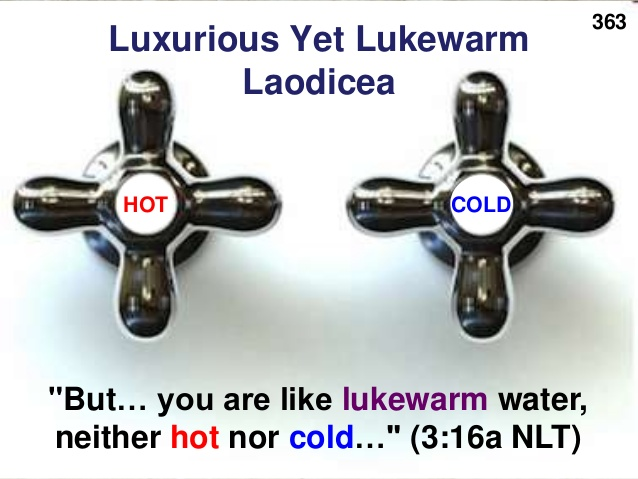 363
Luxurious Yet Lukewarm
Laodicea
HOT
COLD
"But… you are like lukewarm water,
neither hot nor cold…" (3:16a NLT)